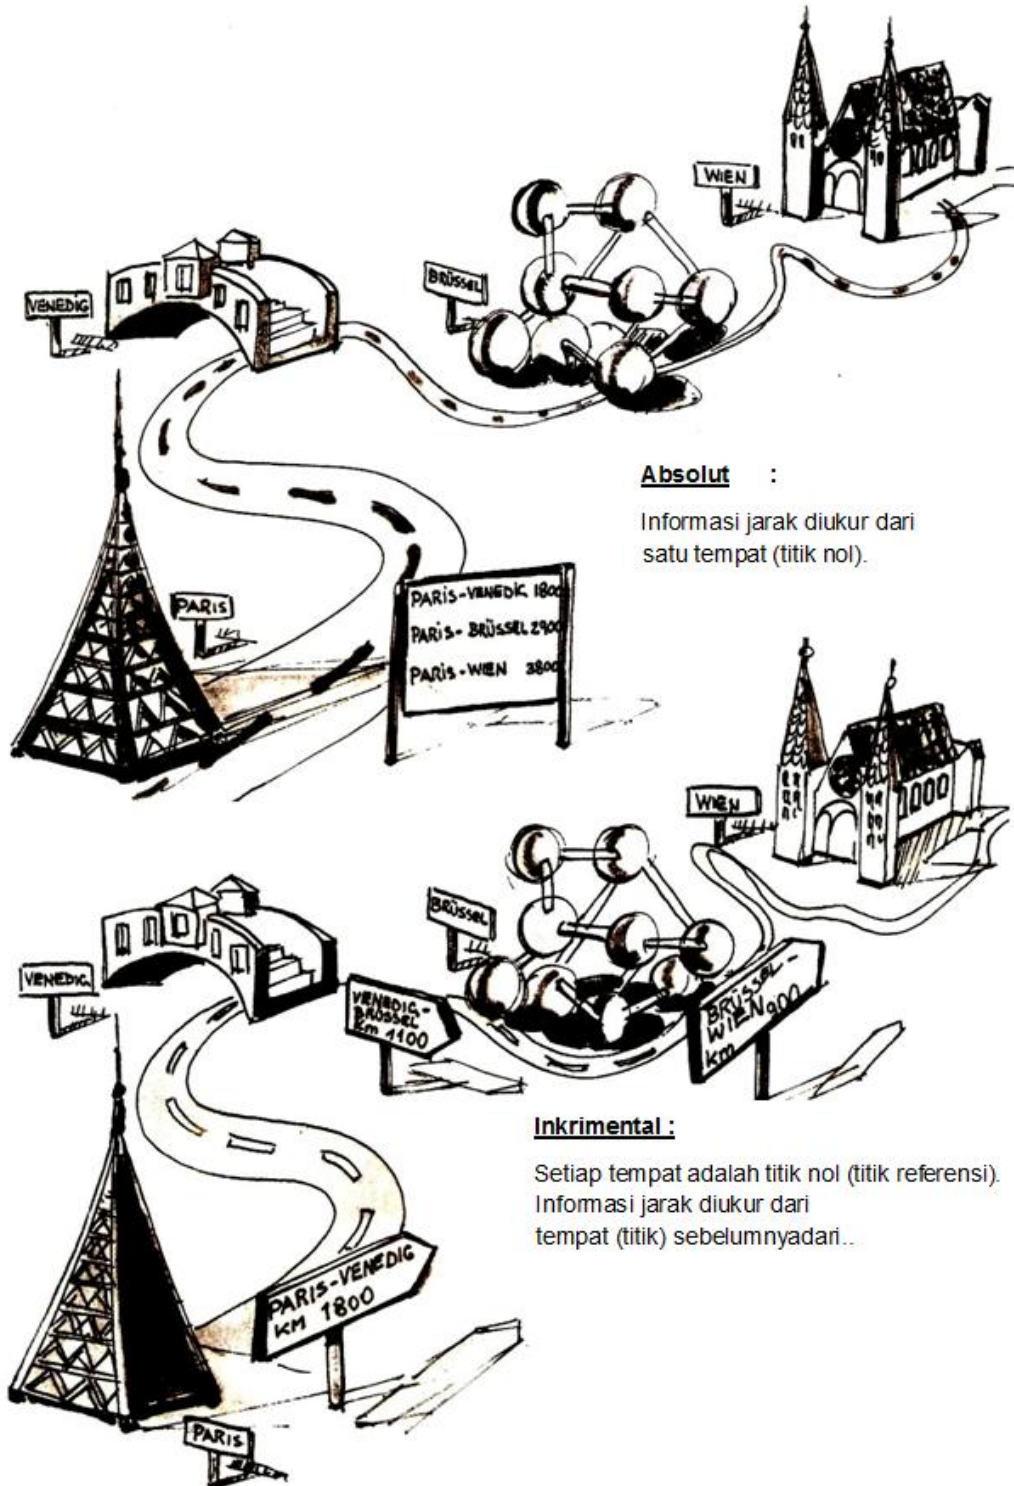 WIEN
BRÜSSEL
VENEDIG
Absolut :
Informasi jarak diukur dari
satu tempat (titik nol).
PARIS
PARIS-VENEDIG 1800
PARIS-BRÜSSEL 2900
PARIS-WIEN 3800
WIEN
BRÜSSEL
VENEDIG
VENEDIG-
BRÜSSEL
Km 1100
BRÜSSEL-
WIEN 900
km
Inkrimental :
Setiap tempat adalah titik nol (titik referensi).
Informasi jarak diukur dari
tempat (titik) sebelumnyadari..
PARIS-VENEDIG
KM 1800
PARIS